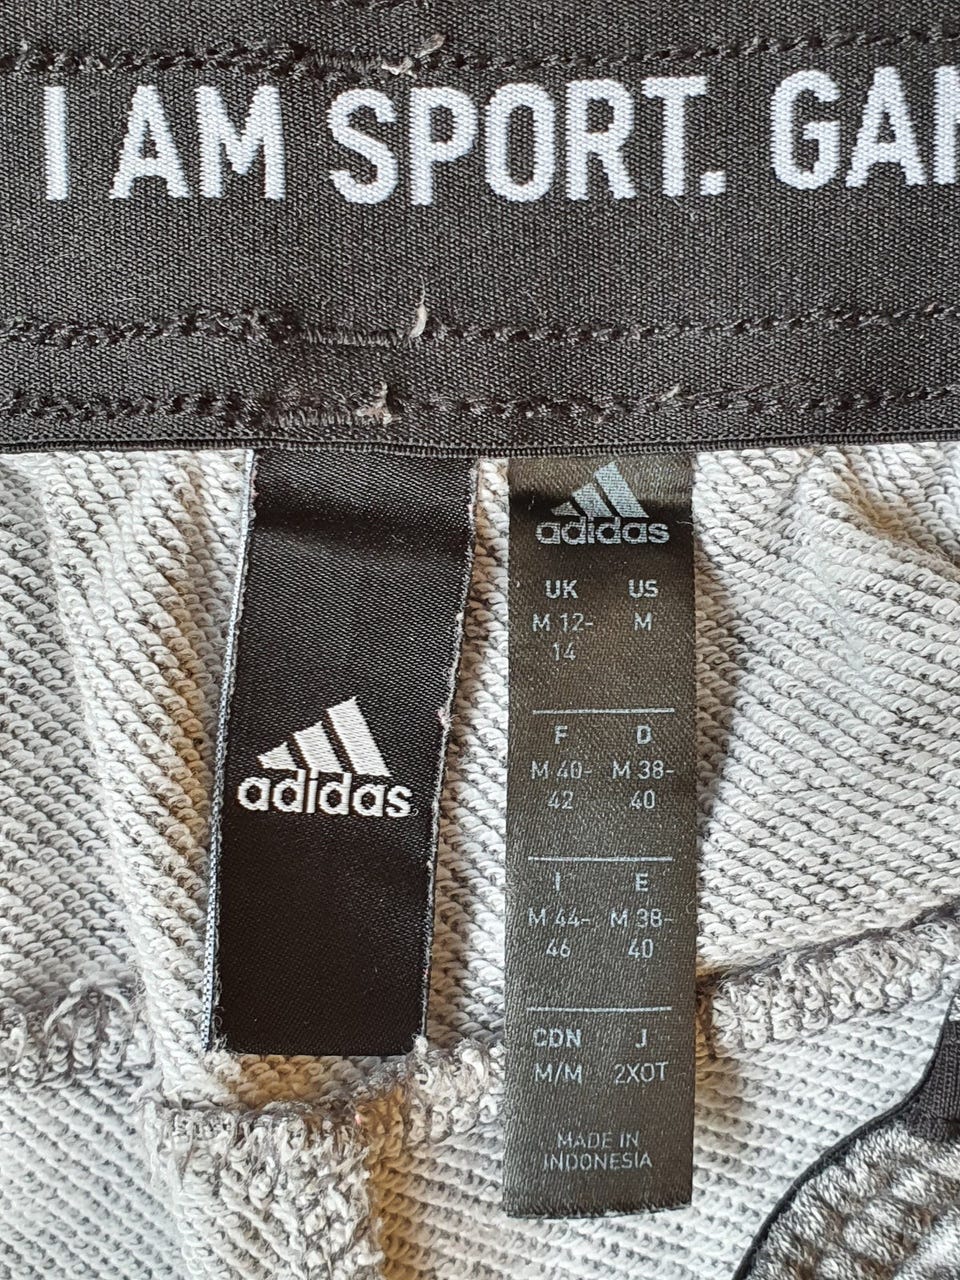 I AM SPORT. GAM
adidas
adidas
UK US
M 12- M
14
F D
M 40- M 38-
42 40
I E
M 44- M 38-
46 40
CDN J
M/M 2XOT
MADE IN
INDONESIA